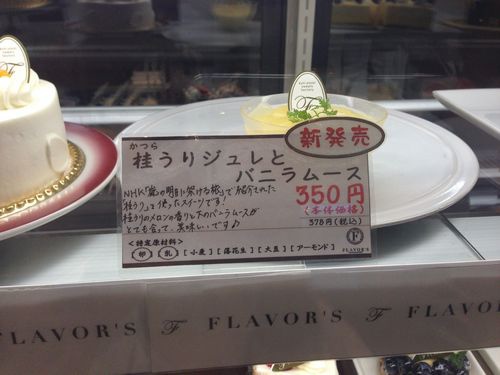 新発売
かつら
桂うりジュレと
バニラムース
NHK「嵐の明日に架ける旅」で紹介された
「桂うり」を使ったスイーツです!
桂うりのメロンの香りと下のバニラムースが
とても合って、美味しいです♪
350円
(本体価格)
378円(税込)
<特定原材料>
卵 乳 [小麦] [落花生] [大豆] [アーモンド]
F
FLAVOR'S
FLAVOR'S F FLAVOR'S F FLAVOR'S